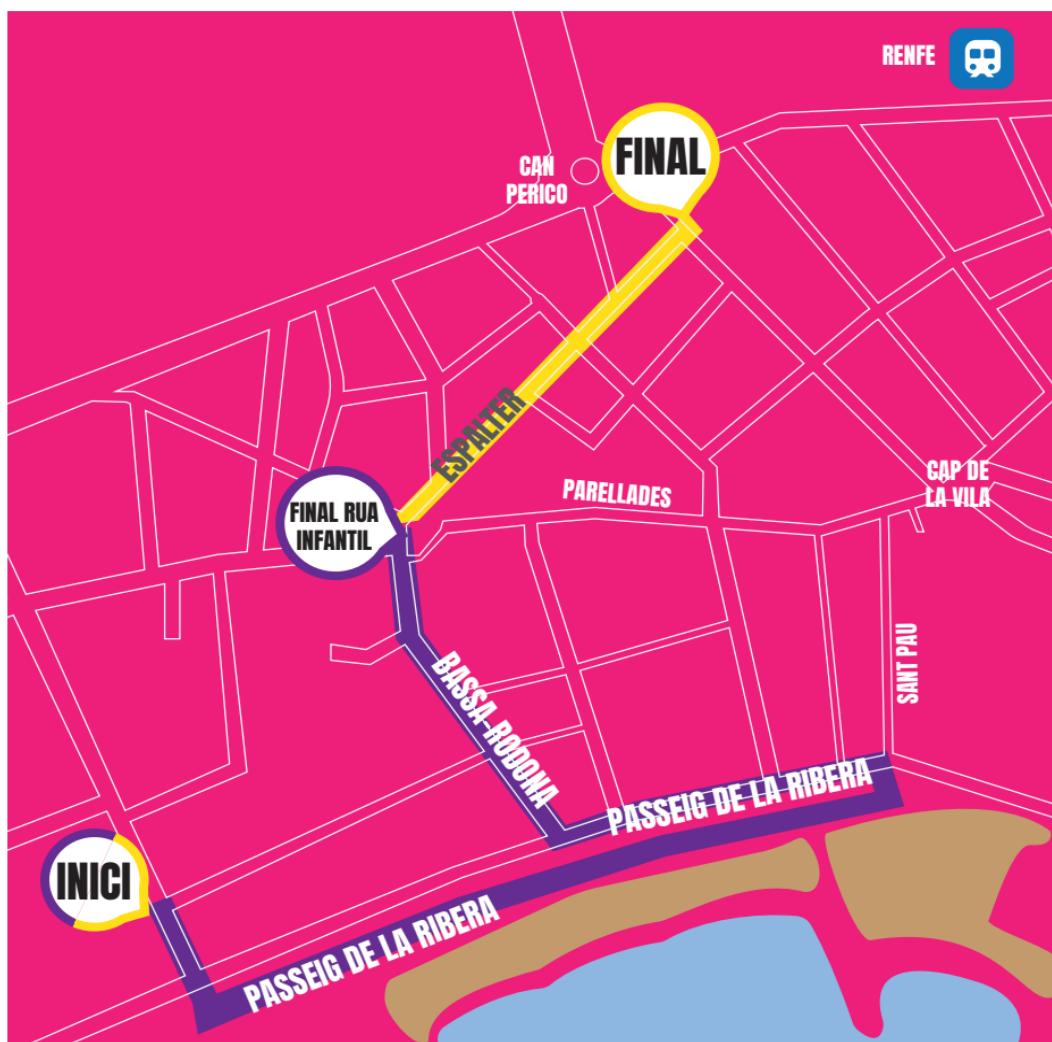 RENFE
FINAL
CAN
PERICO
ESPALTER
PARELLADES
CAP DE
LA VILA
FINAL RUA
INFANTIL
SANT PAU
BASSA-RODONA
PASSEIG DE LA RIBERA
INICI
PASSEIG DE LA RIBERA